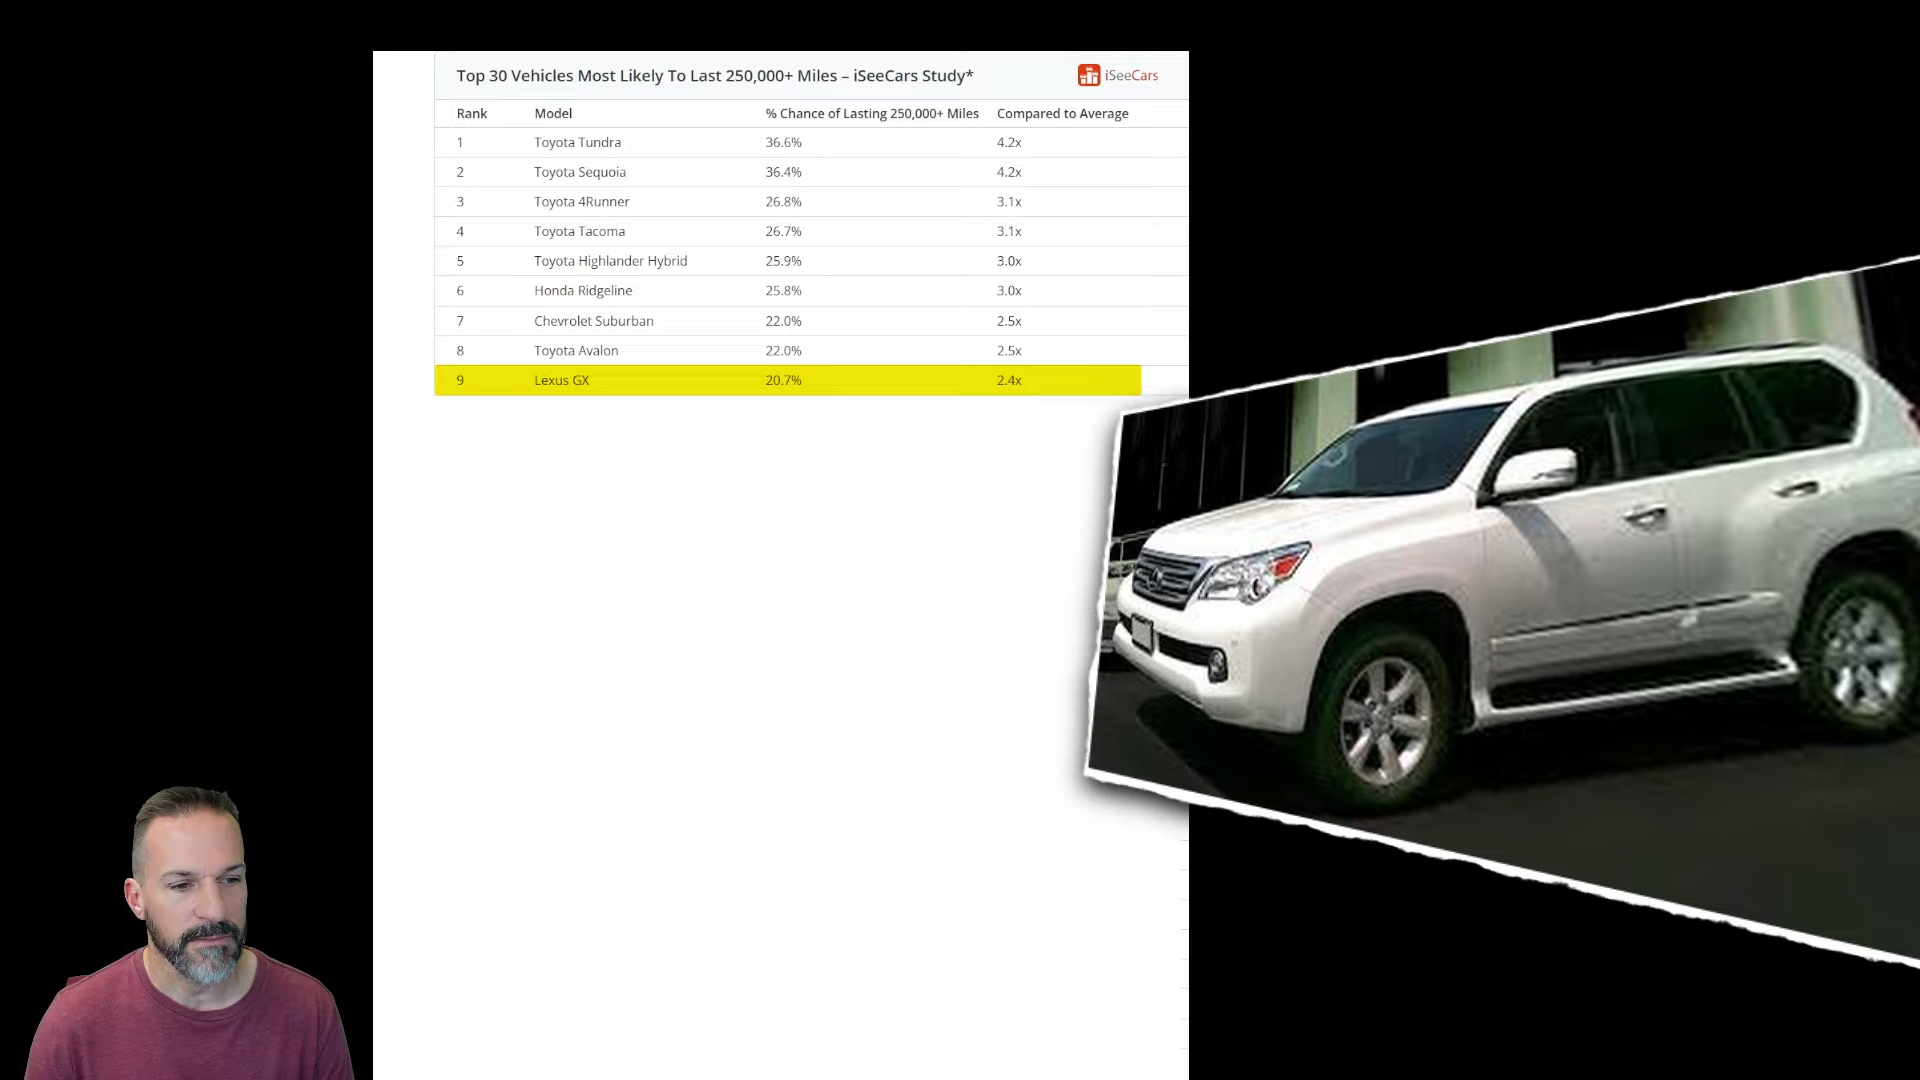 Top 30 Vehicles Most Likely To Last 250,000+ Miles – iSeeCars Study* iSeeCars
Rank Model % Chance of Lasting 250,000+ Miles Compared to Average
1 Toyota Tundra 36.6% 4.2x
2 Toyota Sequoia 36.4% 4.2x
3 Toyota 4Runner 26.8% 3.1x
4 Toyota Tacoma 26.7% 3.1x
5 Toyota Highlander Hybrid 25.9% 3.0x
6 Honda Ridgeline 25.8% 3.0x
7 Chevrolet Suburban 22.0% 2.5x
8 Toyota Avalon 22.0% 2.5x
9 Lexus GX 20.7% 2.4x